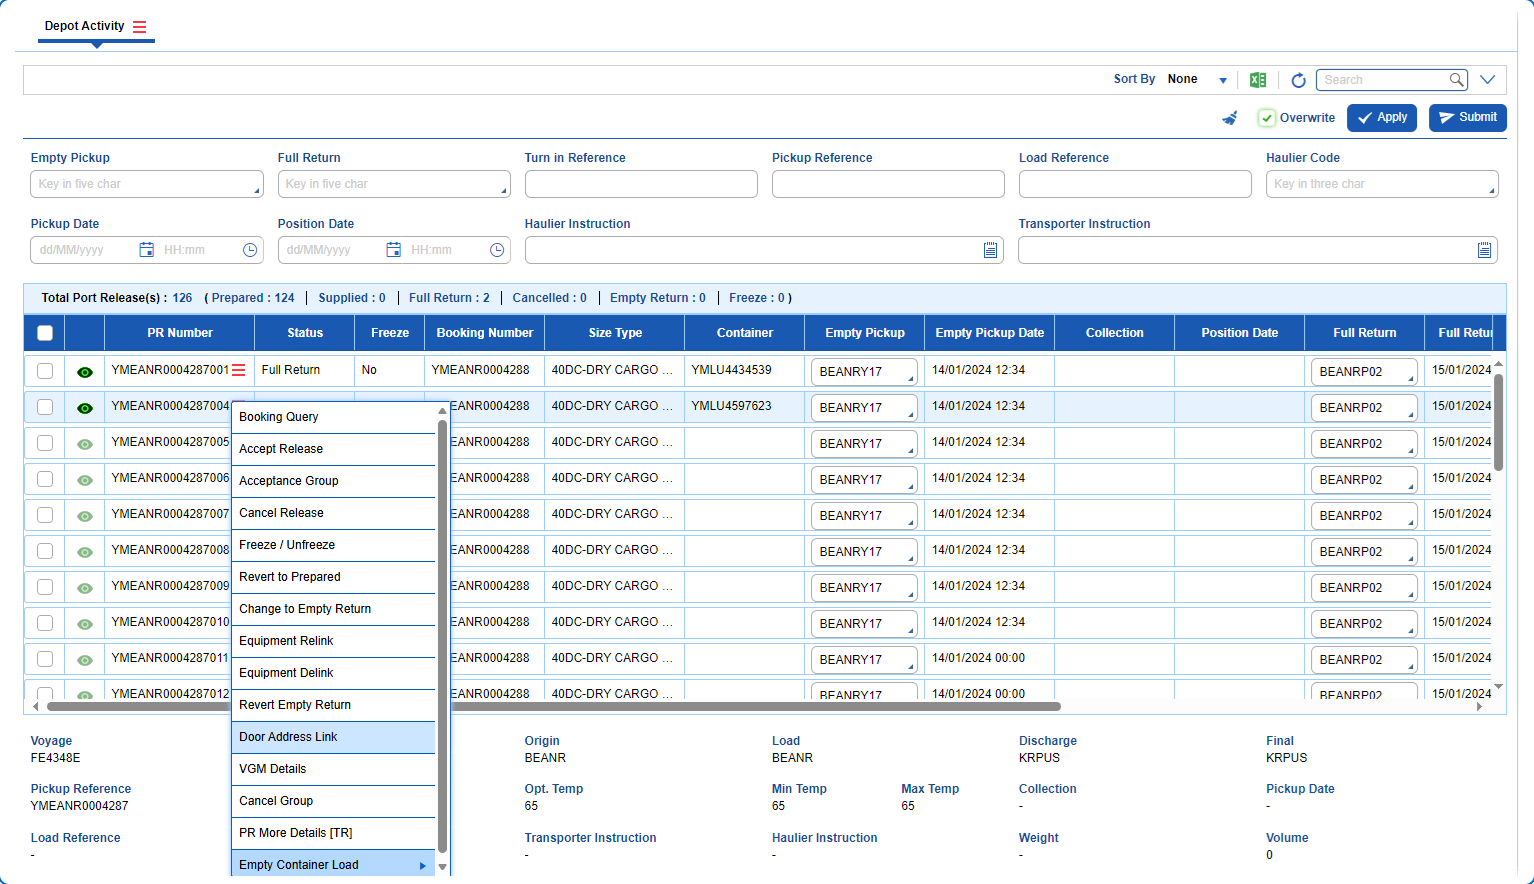 Depot Activity
Sort By None Search
Overwrite Apply Submit
Empty Pickup Full Return Turn in Reference Pickup Reference Load Reference Haulier Code
Key in five char Key in five char Key in three char
Pickup Date Position Date Haulier Instruction Transporter Instruction
dd/MM/yyyy HH:mm dd/MM/yyyy HH:mm
Total Port Release(s) : 126 ( Prepared : 124 | Supplied : 0 | Full Return : 2 | Cancelled : 0 | Empty Return : 0 | Freeze : 0 )
PR Number Status Freeze Booking Number Size Type Container Empty Pickup Empty Pickup Date Collection Position Date Full Return Full Retur
YMEANR0004287001 Full Return No YMEANR0004288 40DC-DRY CARGO ... YMLU4434539 BEANRY17 14/01/2024 12:34 BEANRP02 15/01/2024
YMEANR0004287004 EANR0004288 40DC-DRY CARGO ... YMLU4597623 BEANRY17 14/01/2024 12:34 BEANRP02 15/01/2024
YMEANR0004287005 EANR0004288 40DC-DRY CARGO ... BEANRY17 14/01/2024 12:34 BEANRP02 15/01/2024
YMEANR0004287006 EANR0004288 40DC-DRY CARGO ... BEANRY17 14/01/2024 12:34 BEANRP02 15/01/2024
YMEANR0004287007 EANR0004288 40DC-DRY CARGO ... BEANRY17 14/01/2024 12:34 BEANRP02 15/01/2024
YMEANR0004287008 EANR0004288 40DC-DRY CARGO ... BEANRY17 14/01/2024 12:34 BEANRP02 15/01/2024
YMEANR0004287009 EANR0004288 40DC-DRY CARGO ... BEANRY17 14/01/2024 12:34 BEANRP02 15/01/2024
YMEANR0004287010 EANR0004288 40DC-DRY CARGO ... BEANRY17 14/01/2024 12:34 BEANRP02 15/01/2024
YMEANR0004287011 EANR0004288 40DC-DRY CARGO ... BEANRY17 14/01/2024 00:00 BEANRP02 15/01/2024
YMEANR0004287012 EANR0004288 40DC-DRY CARGO ... BEANRY17 14/01/2024 00:00 BEANRP02 15/01/2024
Booking Query
Accept Release
Acceptance Group
Cancel Release
Freeze / Unfreeze
Revert to Prepared
Change to Empty Return
Equipment Relink
Equipment Delink
Revert Empty Return
Door Address Link
VGM Details
Cancel Group
PR More Details [TR]
Empty Container Load
Voyage Origin Load Discharge Final
FE4348E BEANR BEANR KRPUS KRPUS
Pickup Reference Opt. Temp Min Temp Max Temp Collection Pickup Date
YMEANR0004287 65 65 65 - -
Load Reference Transporter Instruction Haulier Instruction Weight Volume
- - - - 0